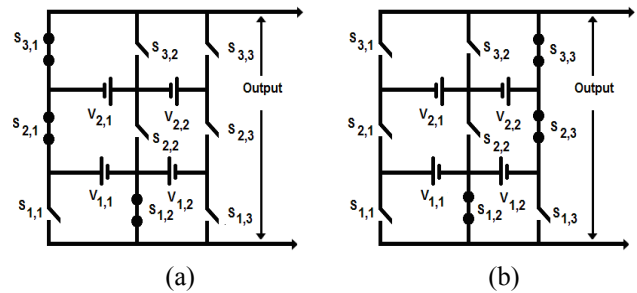 S3,1
S3,2
S3,3
Output
V2,1
V2,2
S2,1
S2,2
S2,3
V1,1
V1,2
S1,1
S1,2
S1,3
(a)
S3,1
S3,2
S3,3
Output
V2,1
V2,2
S2,1
S2,2
S2,3
V1,1
V1,2
S1,1
S1,2
S1,3
(b)